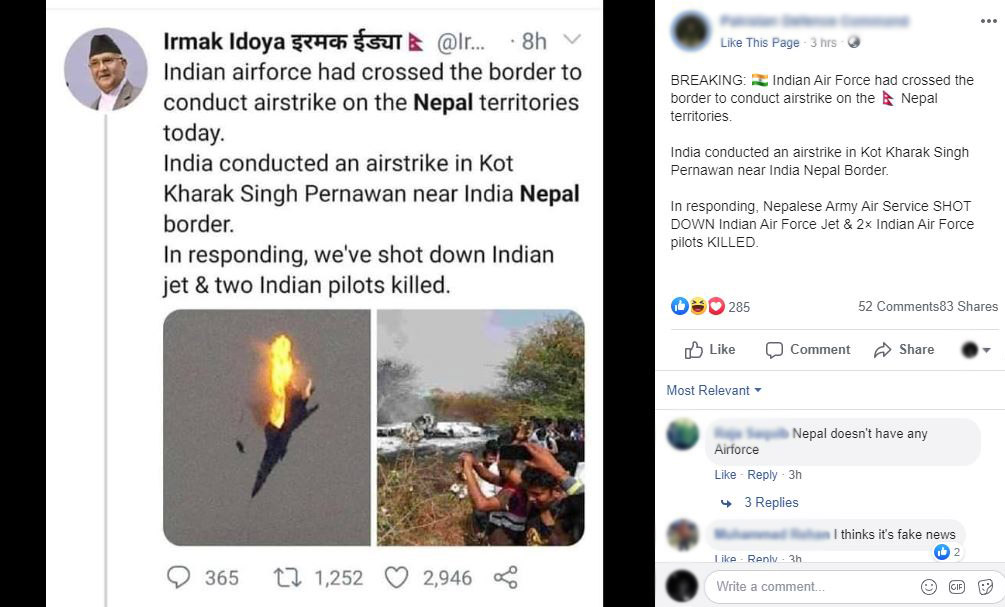 Irmak Idoya इरमक ईड्या @Ir... · 8h
Indian airforce had crossed the border to
conduct airstrike on the Nepal territories
today.
India conducted an airstrike in Kot
Kharak Singh Pernawan near India Nepal
border.
In responding, we've shot down Indian
jet & two Indian pilots killed.
365 1,252 2,946
Like This Page · 3 hrs ·
BREAKING: 🇮🇳 Indian Air Force had crossed the
border to conduct airstrike on the 🇳🇵 Nepal
territories.
India conducted an airstrike in Kot Kharak Singh
Pernawan near India Nepal Border.
In responding, Nepalese Army Air Service SHOT
DOWN Indian Air Force Jet & 2× Indian Air Force
pilots KILLED.
285 52 Comments83 Shares
Like Comment Share
Most Relevant
Nepal doesn't have any
Airforce
Like · Reply · 3h
3 Replies
I thinks it's fake news
2
Like · Reply · 3h
Write a comment...
GIF